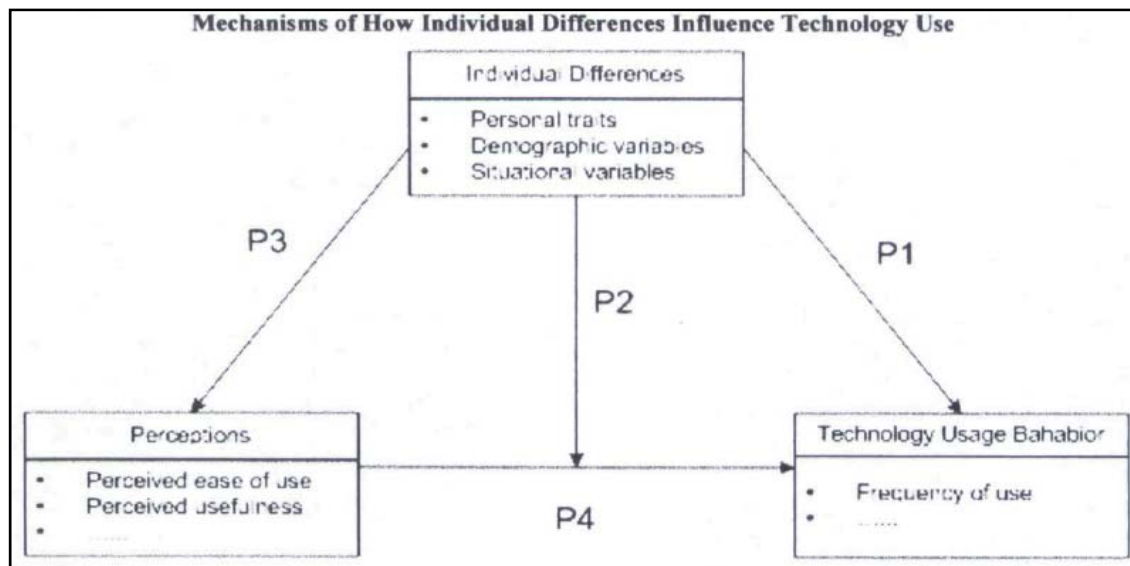 Mechanisms of How Individual Differences Influence Technology Use
Individual Differences
• Personal traits
• Demographic variables
• Situational variables
P3
P1
P2
Perceptions
• Perceived ease of use
• Perceived usefulness
• ......
Technology Usage Bahabior
• Frequency of use
• ......
P4